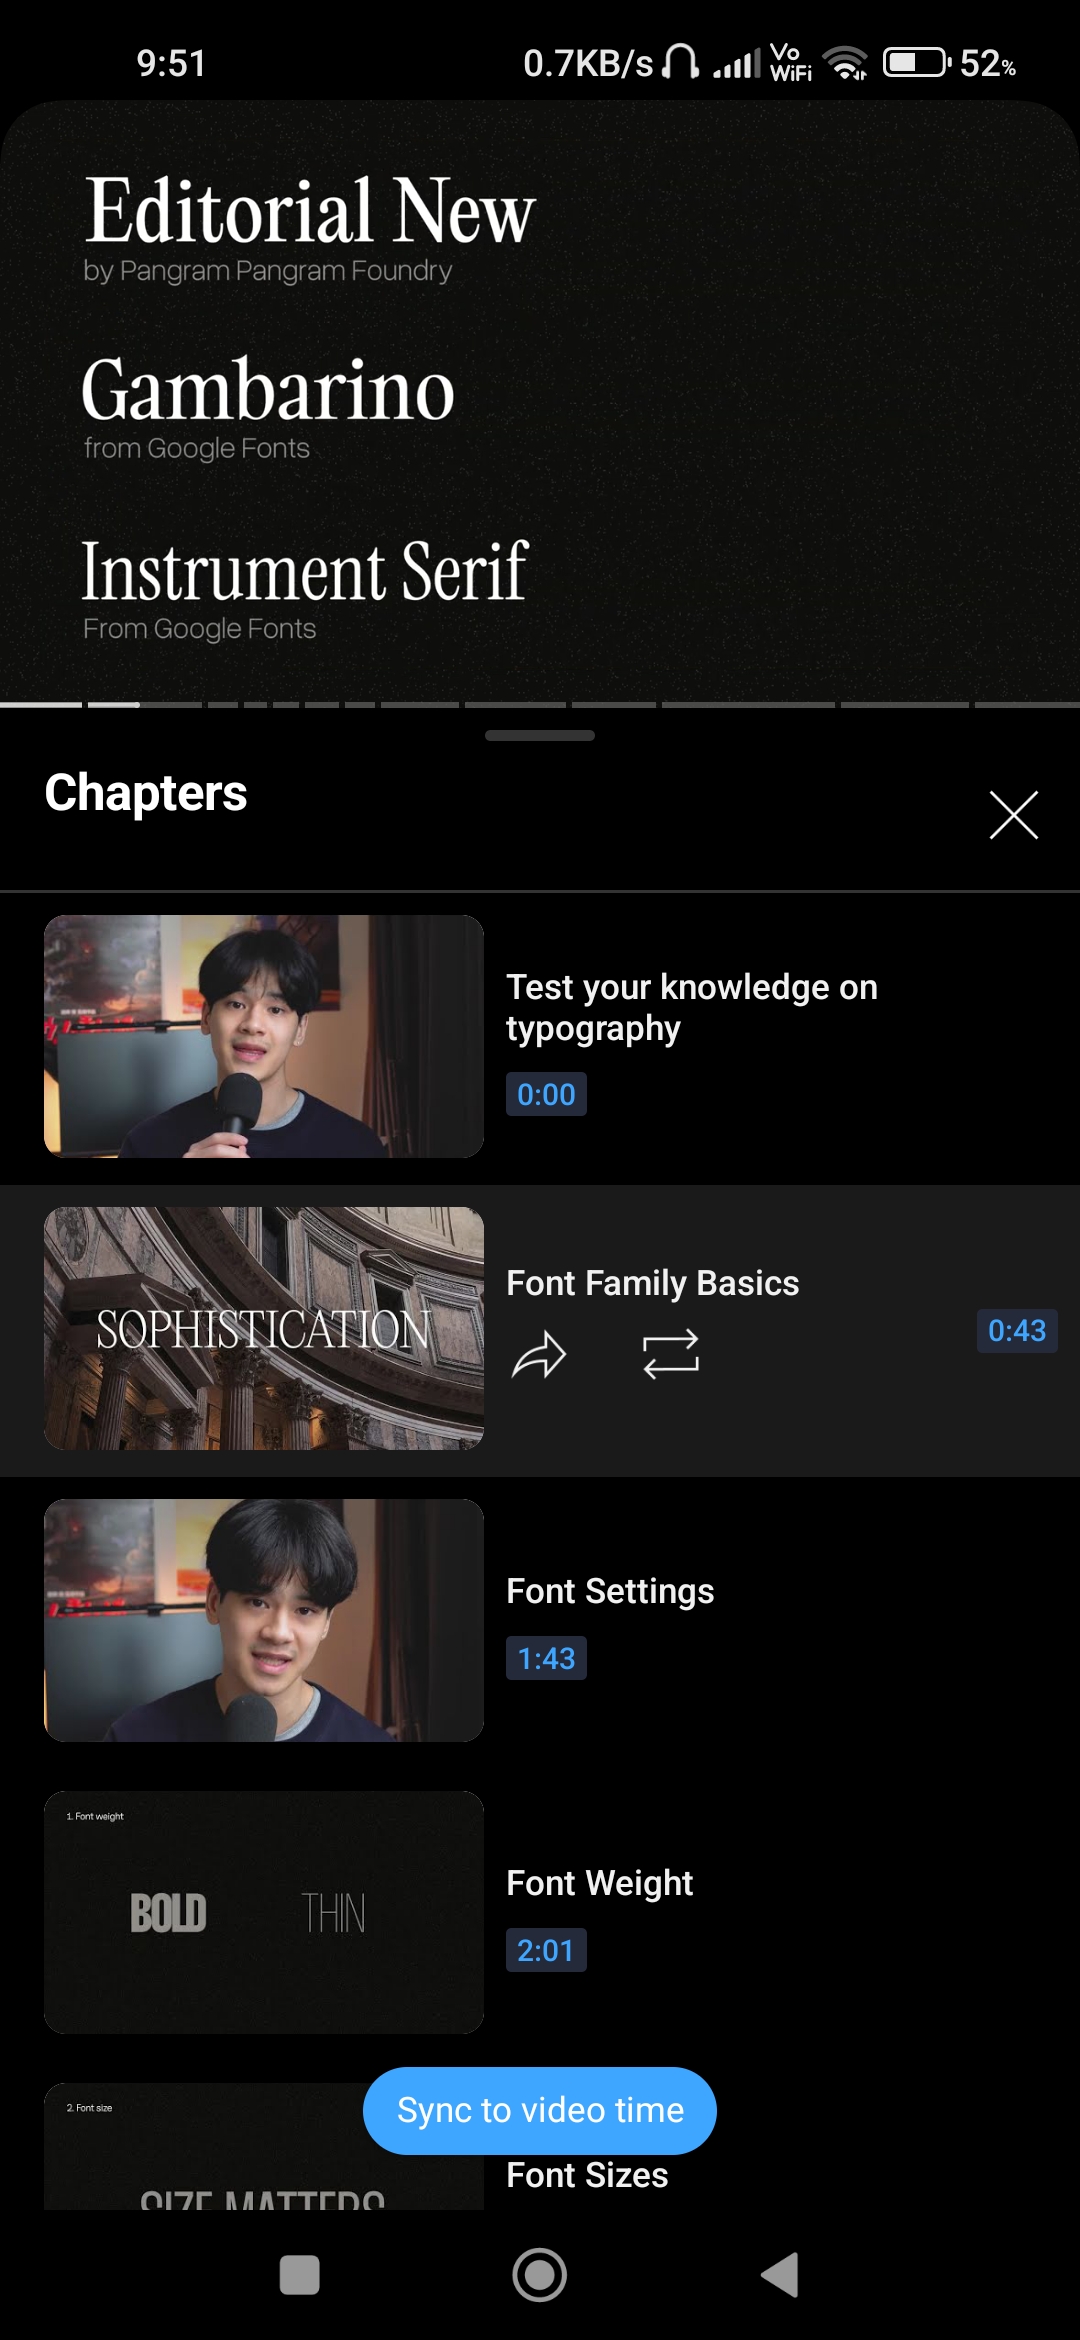 9:51
0.7KB/s Vo WiFi 52%
Editorial New
by Pangram Pangram Foundry
Gambarino
from Google Fonts
Instrument Serif
From Google Fonts
Chapters
Test your knowledge on
typography
0:00
SOPHISTICATION
Font Family Basics
0:43
Font Settings
1:43
1. Font weight
BOLD THIN
Font Weight
2:01
2. Font size
SIZE MATTERS
Sync to video time
Font Sizes